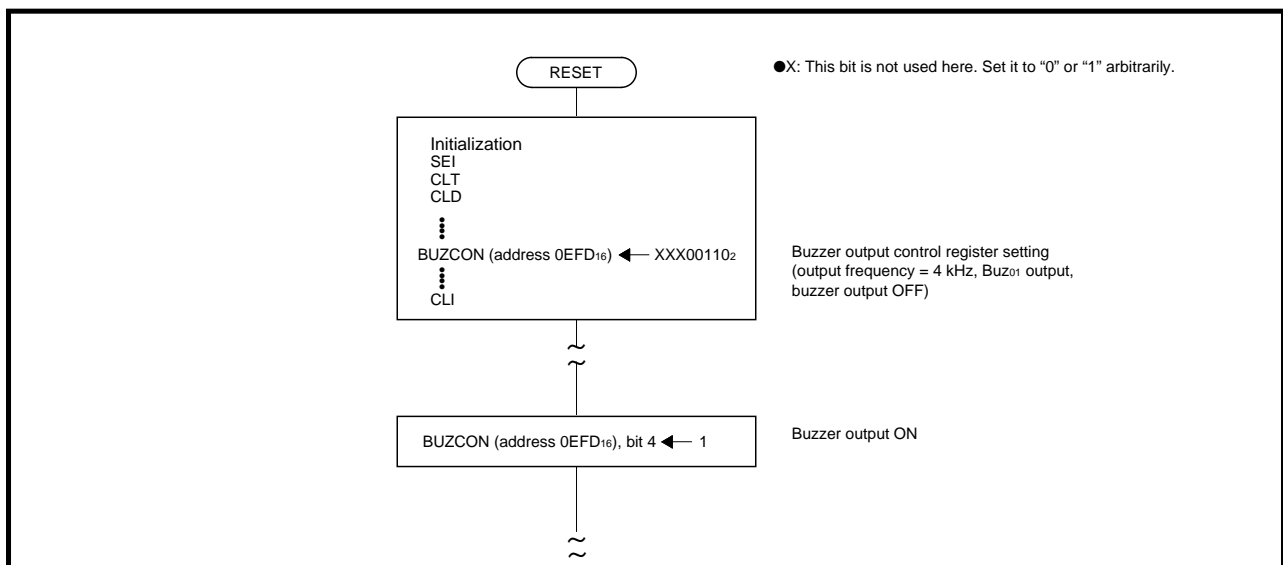 RESET
●X: This bit is not used here. Set it to “0” or “1” arbitrarily.
Initialization
SEI
CLT
CLD
BUZCON (address 0EFD₁₆) ← XXX00110₂
CLI
Buzzer output control register setting
(output frequency = 4 kHz, Buz₀₁ output,
buzzer output OFF)
BUZCON (address 0EFD₁₆), bit 4 ← 1
Buzzer output ON